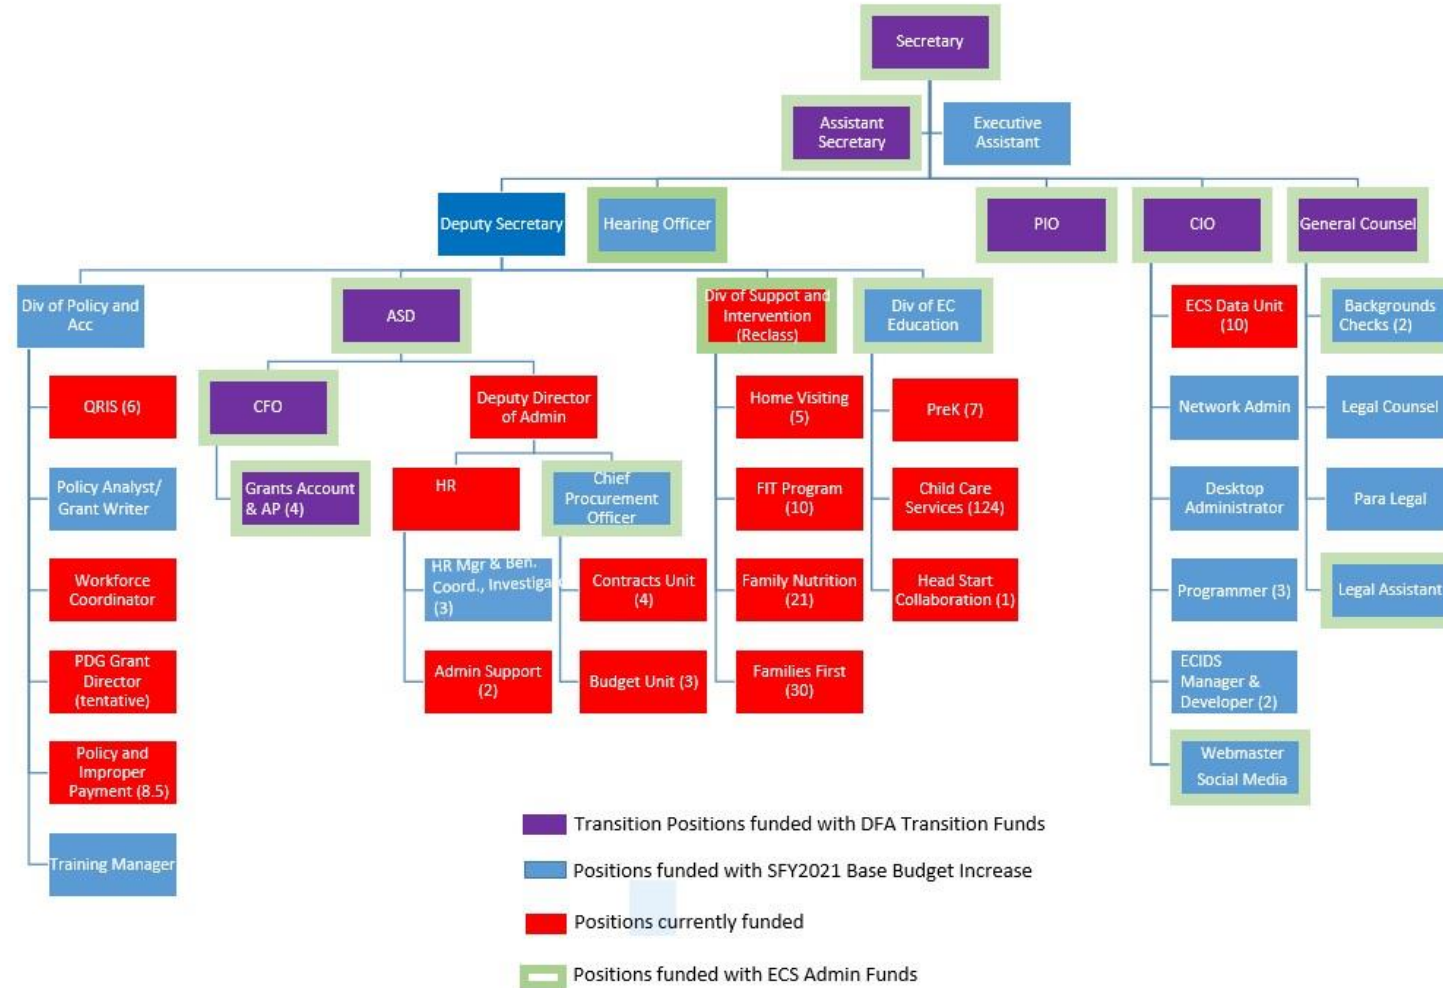 Secretary
Assistant
Secretary
Executive
Assistant
Deputy Secretary
Hearing Officer
PIO
CIO
General Counsel
Div of Policy and
Acc
ASD
Div of Suppot and
Intervention
(Reclass)
Div of EC
Education
ECS Data Unit
(10)
Backgrounds
Checks (2)
QRIS (6)
CFO
Deputy Director
of Admin
Home Visiting
(5)
PreK (7)
Network Admin
Legal Counsel
Policy Analyst/
Grant Writer
Grants Account
& AP (4)
HR
Chief
Procurement
Officer
FIT Program
(10)
Child Care
Services (124)
Desktop
Administrator
Para Legal
Workforce
Coordinator
HR Mgr & Ben.
Coord., Investiga
(3)
Contracts Unit
(4)
Family Nutrition
(21)
Head Start
Collaboration (1)
Programmer (3)
Legal Assistant
PDG Grant
Director
(tentative)
Admin Support
(2)
Budget Unit (3)
Families First
(30)
ECIDS
Manager &
Developer (2)
Policy and
Improper
Payment (8.5)
Webmaster
Social Media
Training Manager
Transition Positions funded with DFA Transition Funds
Positions funded with SFY2021 Base Budget Increase
Positions currently funded
Positions funded with ECS Admin Funds